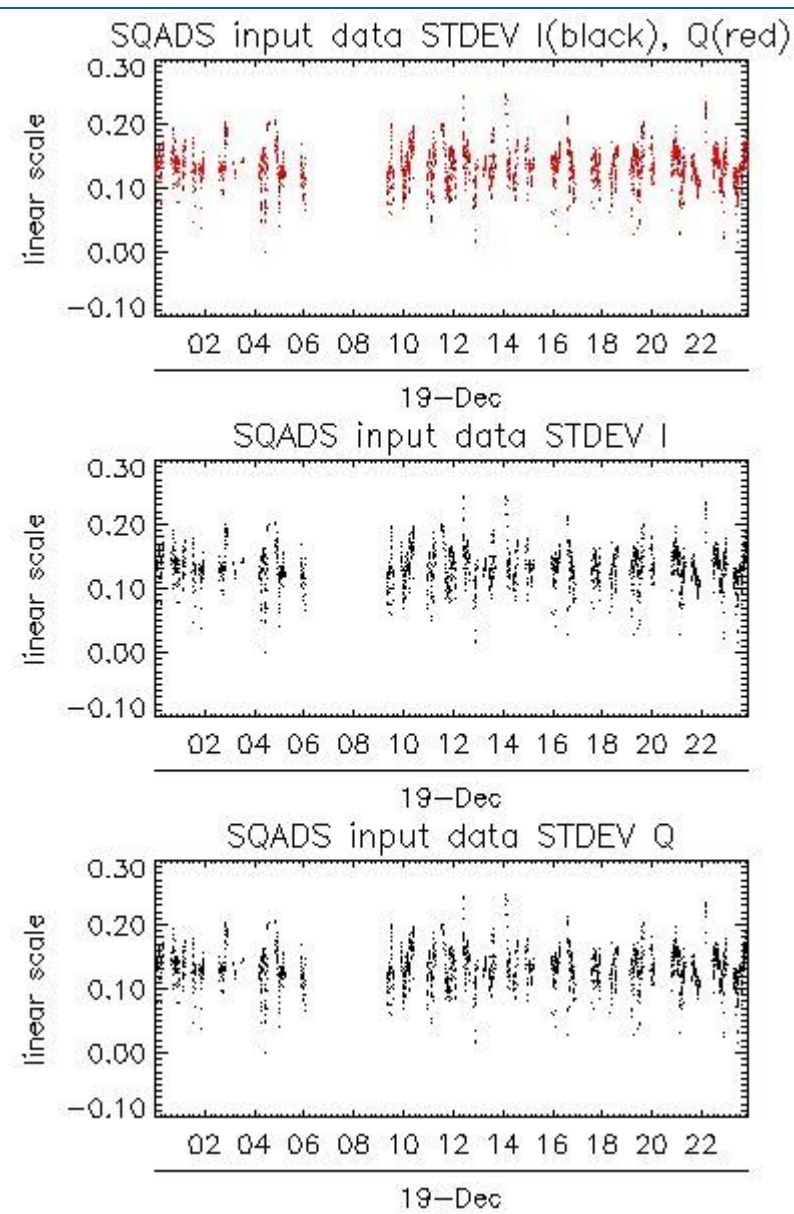 SQADS input data STDEV I(black), Q(red)
0.30
0.20
0.10
0.00
-0.10
linear scale
02 04 06 08 10 12 14 16 18 20 22
19-Dec
SQADS input data STDEV I
0.30
0.20
0.10
0.00
-0.10
linear scale
02 04 06 08 10 12 14 16 18 20 22
19-Dec
SQADS input data STDEV Q
0.30
0.20
0.10
0.00
-0.10
linear scale
02 04 06 08 10 12 14 16 18 20 22
19-Dec